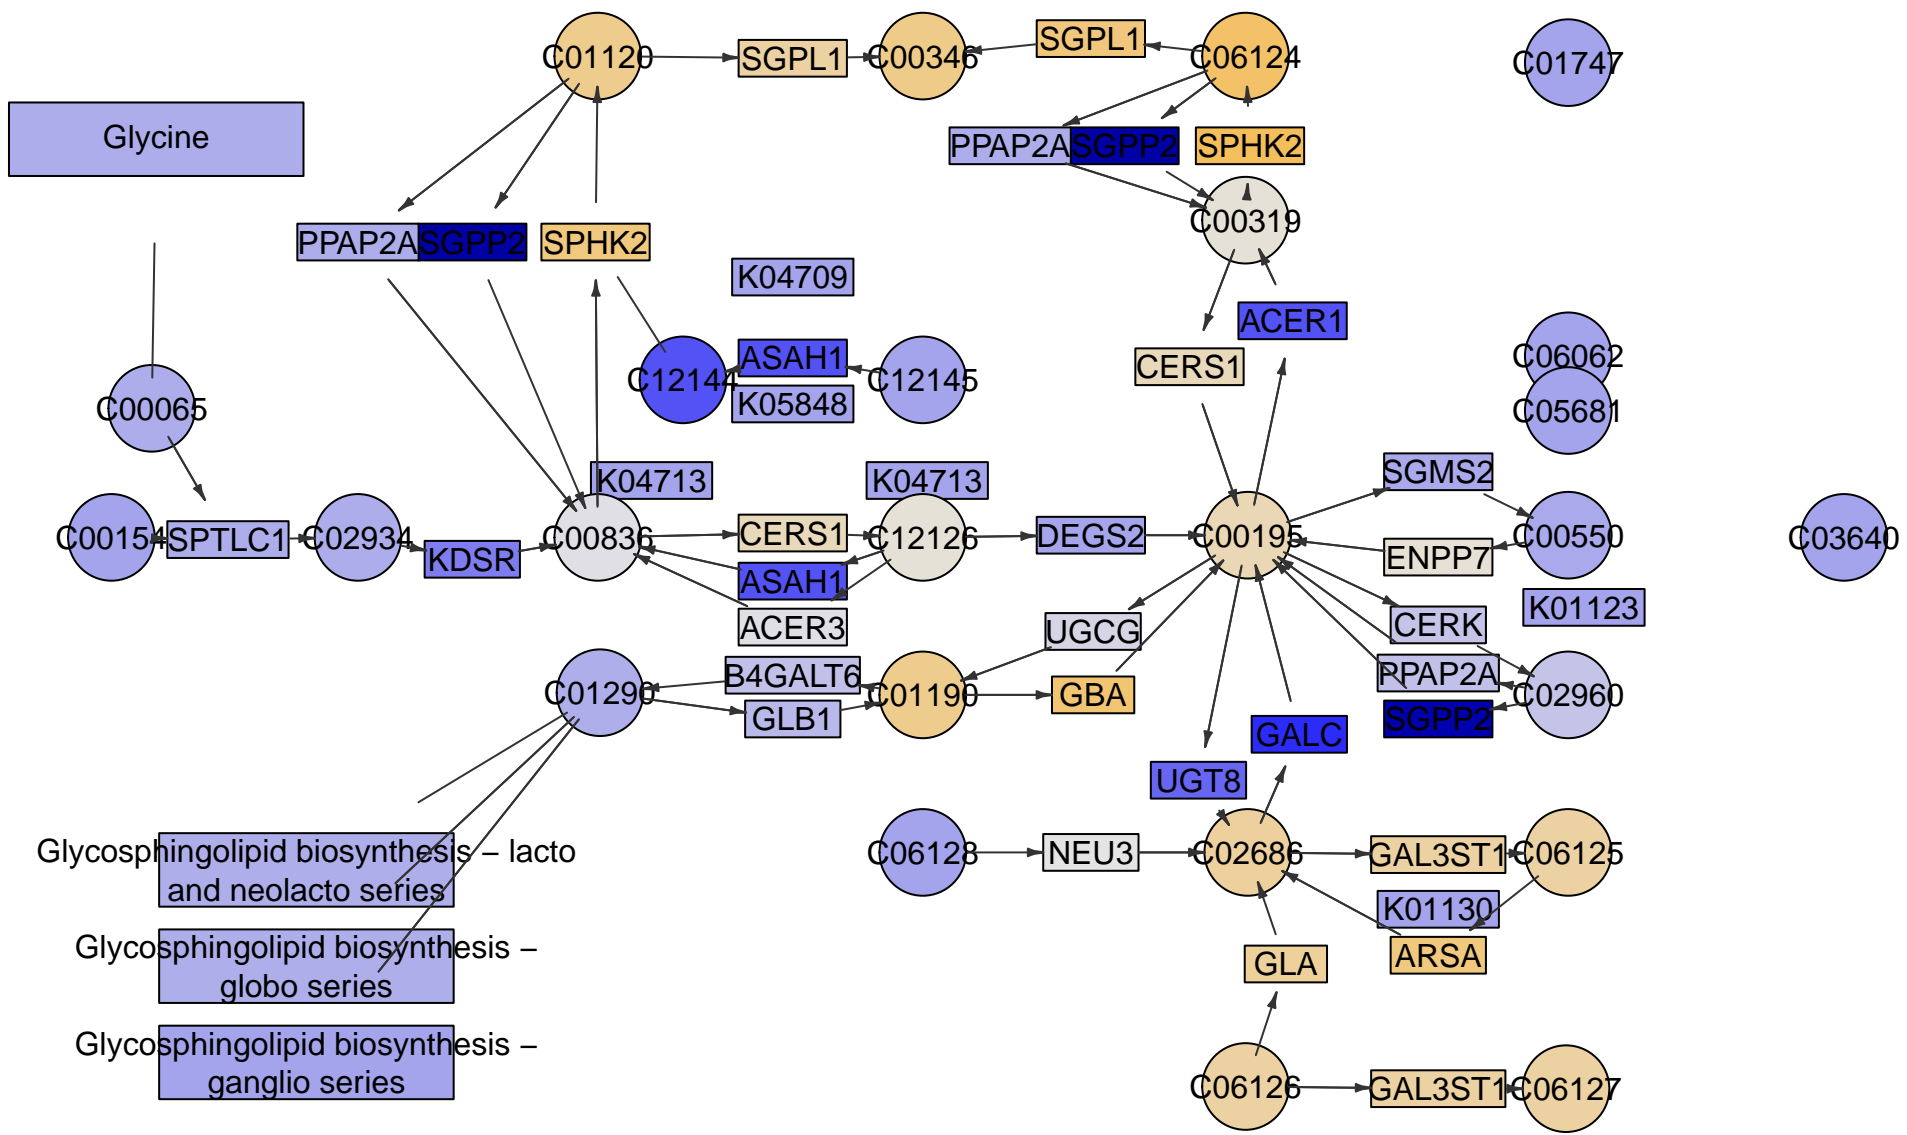 C01120
SGPL1
C00346
SGPL1
C06124
C01747
Glycine
PPAP2A
SGPP2
SPHK2
C00319
PPAP2A
SGPP2
SPHK2
K04709
ACER1
C12144
ASAH1
C12145
K05848
CERS1
C06062
C05681
C00065
K04713
K04713
SGMS2
C00154
SPTLC1
C02934
KDSR
C00836
CERS1
C12126
DEGS2
C00195
ENPP7
C00550
C03640
ASAH1
ACER3
UGCG
CERK
K01123
C01290
B4GALT6
GLB1
C01190
GBA
PPAP2A
SGPP2
C02960
GALC
UGT8
C06128
NEU3
C02686
GAL3ST1
C06125
K01130
ARSA
GLA
Glycosphingolipid biosynthesis – lacto
and neolacto series
Glycosphingolipid biosynthesis –
globo series
Glycosphingolipid biosynthesis –
ganglio series
C06126
GAL3ST1
C06127